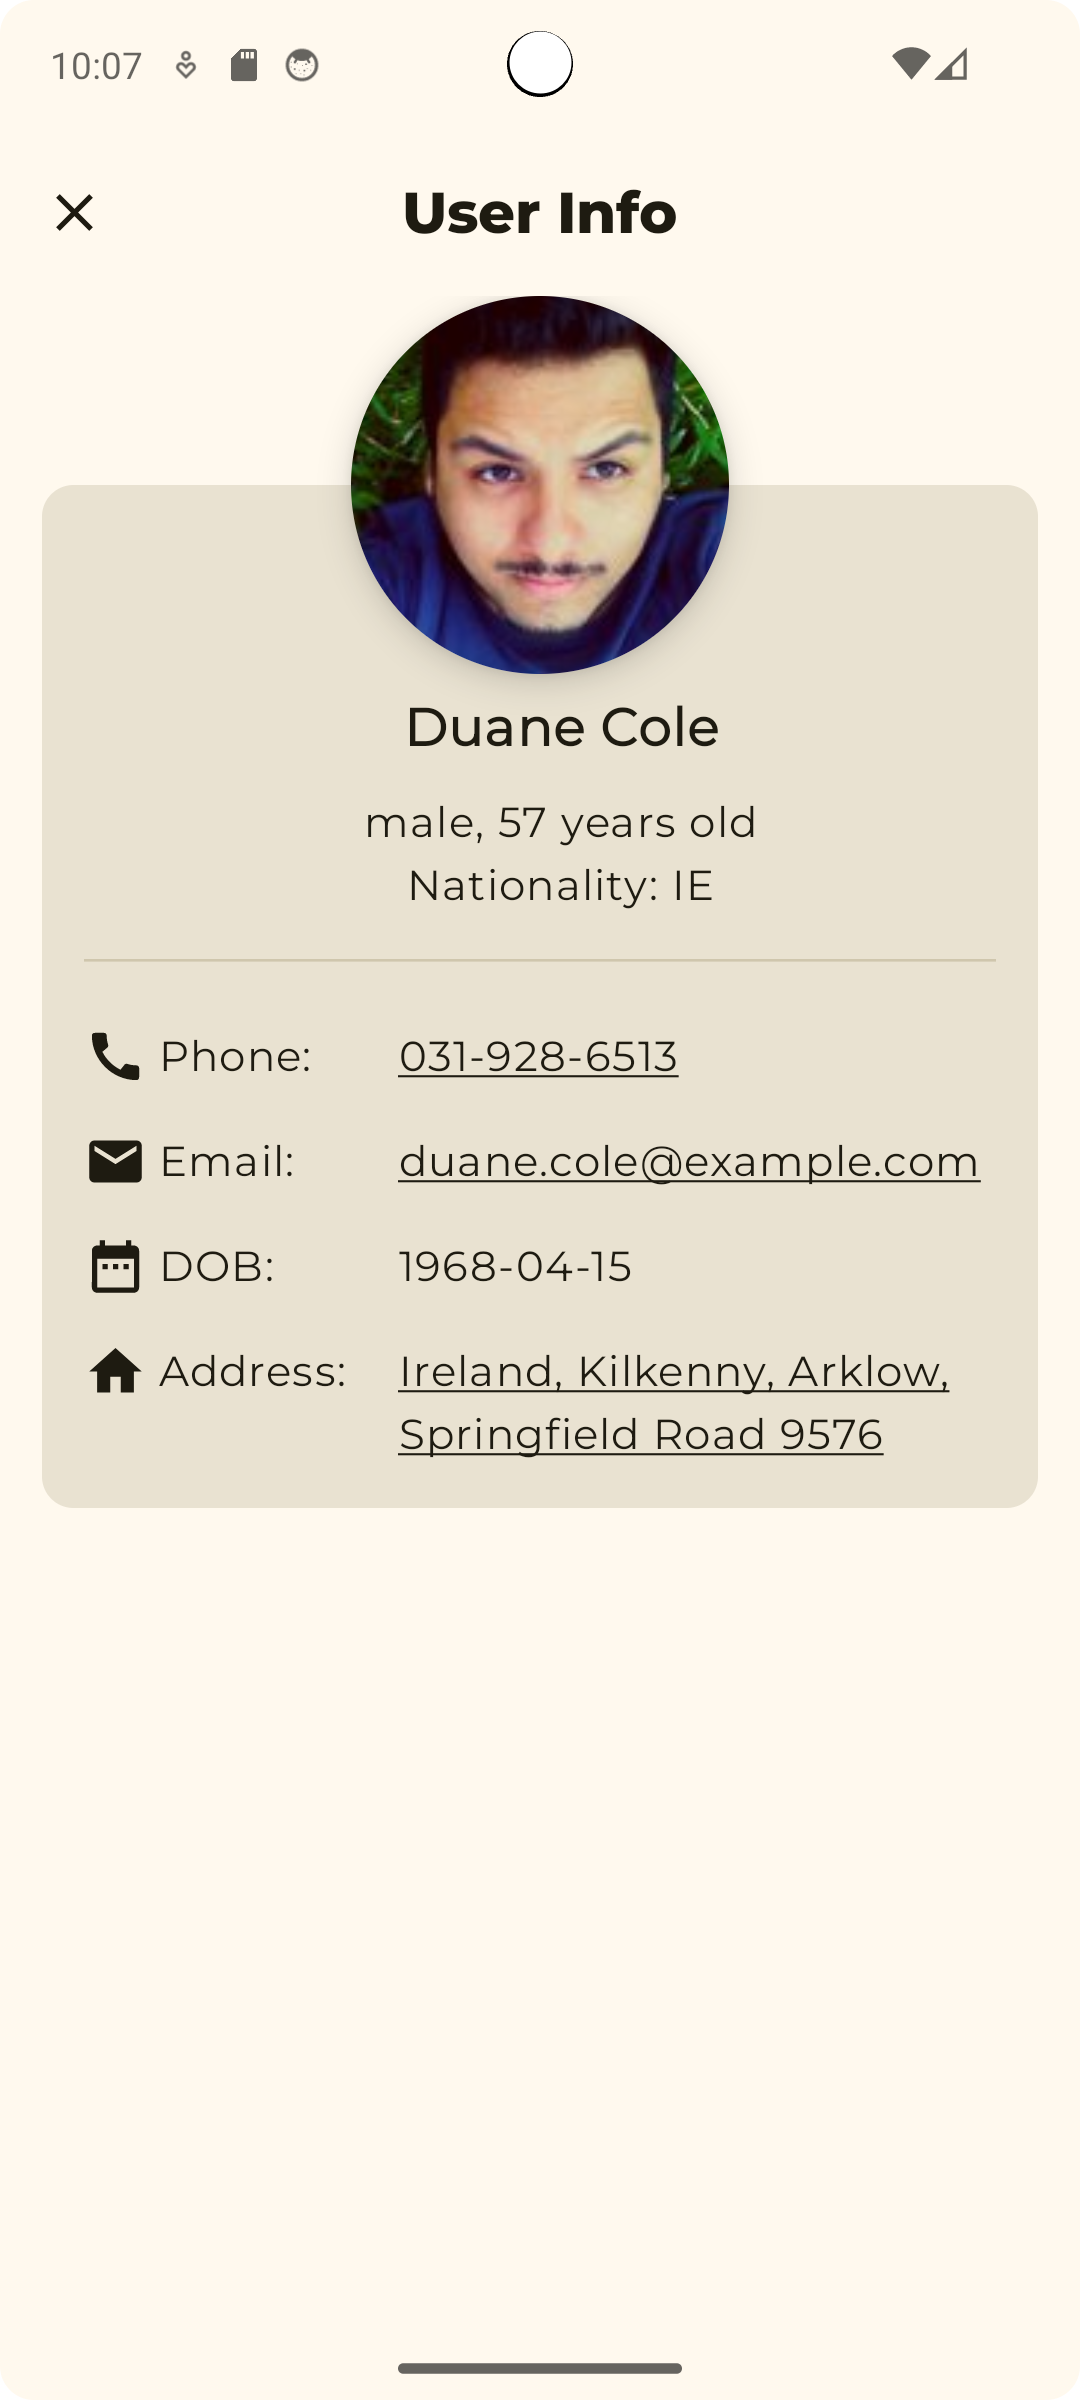 10:07
User Info
Duane Cole
male, 57 years old
Nationality: IE
Phone: 031-928-6513
Email: duane.cole@example.com
DOB: 1968-04-15
Address: Ireland, Kilkenny, Arklow,
Springfield Road 9576